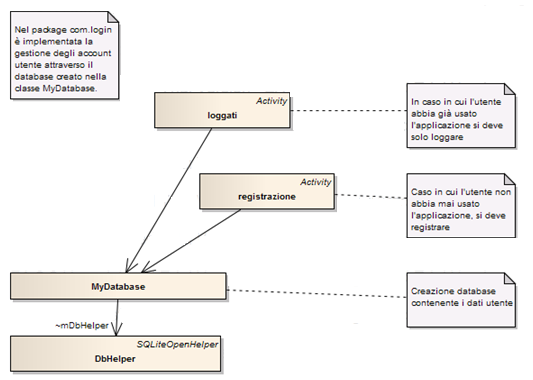 Nel package com.login
è implementata la
gestione degli account
utente attraverso il
database creato nella
classe MyDatabase.
Activity
loggati
In caso in cui l'utente
abbia già usato
l'applicazione si deve
solo loggare
Activity
registrazione
Caso in cui l'utente non
abbia mai usato
l'applicazione, si deve
registrare
MyDatabase
Creazione database
contenente i dati utente
~mDbHelper
SQLiteOpenHelper
DbHelper